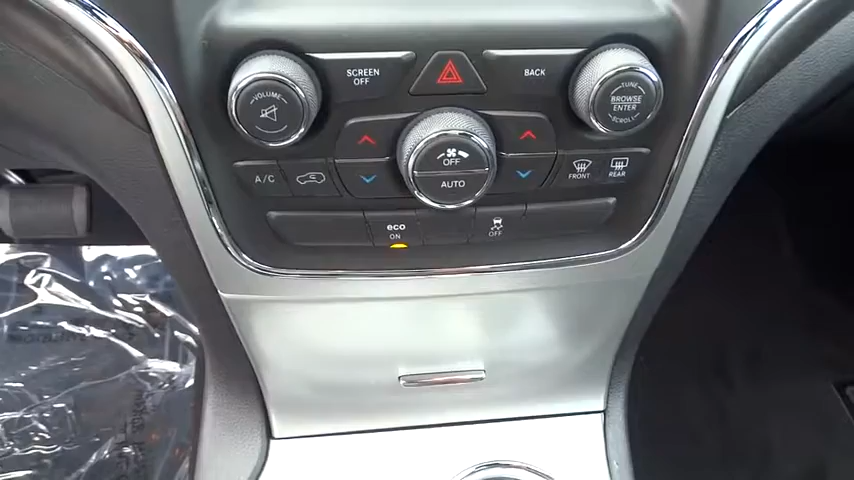 VOLUME
SCREEN
OFF
BACK
TUNE
BROWSE
ENTER
SCROLL
OFF
AUTO
A/C
FRONT
REAR
eco
ON
OFF